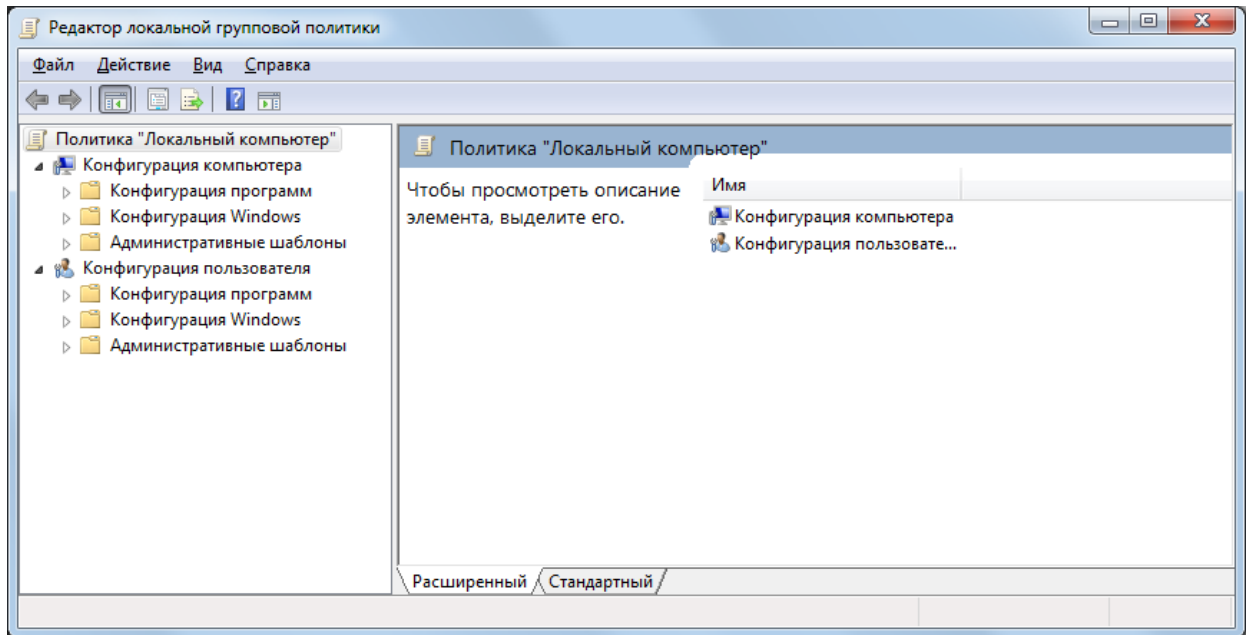 Редактор локальной групповой политики
Файл Действие Вид Справка
Политика "Локальный компьютер"
Конфигурация компьютера
Конфигурация программ
Конфигурация Windows
Административные шаблоны
Конфигурация пользователя
Конфигурация программ
Конфигурация Windows
Административные шаблоны
Политика "Локальный компьютер"
Чтобы просмотреть описание
элемента, выделите его.
Имя
Конфигурация компьютера
Конфигурация пользовате...
Расширенный Стандартный